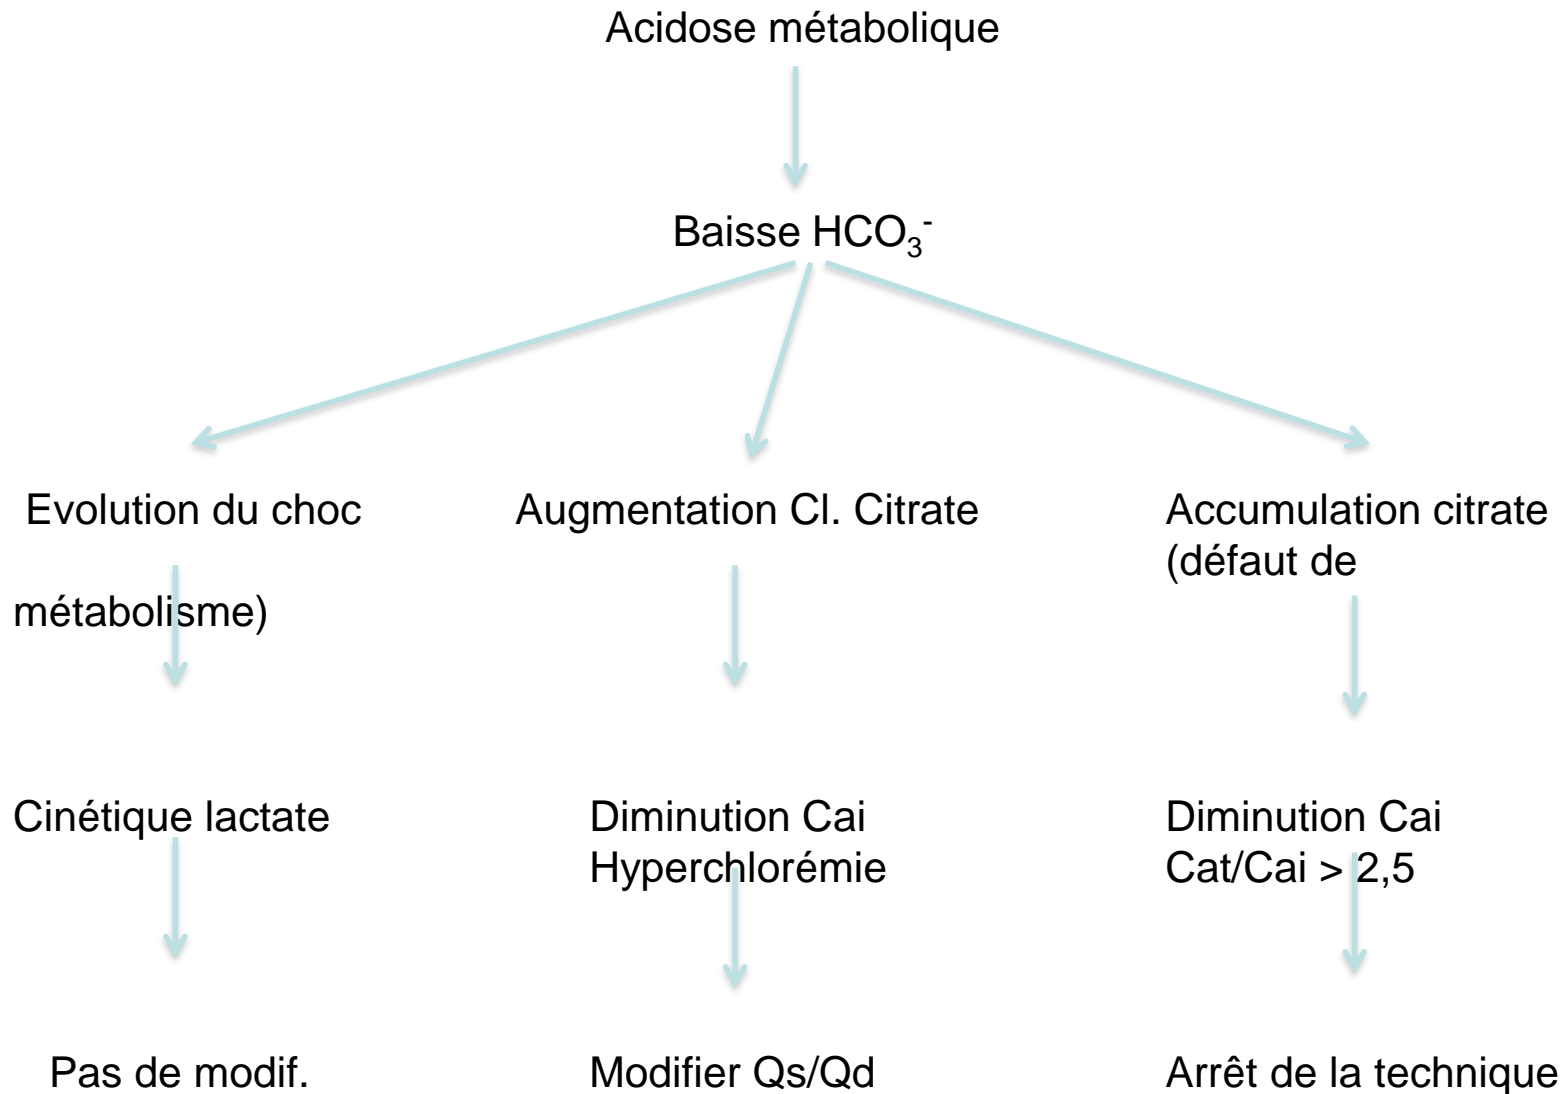 Acidose métabolique
Baisse HCO₃⁻
Evolution du choc Augmentation Cl. Citrate Accumulation citrate
(défaut de
métabolisme)
Cinétique lactate Diminution Cai Diminution Cai
Hyperchlorémie Cat/Cai > 2,5
Pas de modif. Modifier Qs/Qd Arrêt de la technique